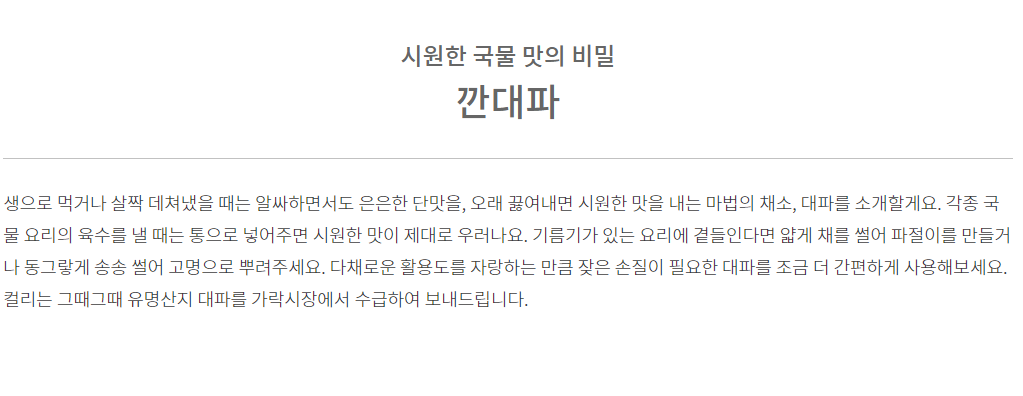 시원한 국물 맛의 비밀
깐대파
생으로 먹거나 살짝 데쳐냈을 때는 알싸하면서도 은은한 단맛을, 오래 끓여내면 시원한 맛을 내는 마법의 채소, 대파를 소개할게요. 각종 국
물 요리의 육수를 낼 때는 통으로 넣어주면 시원한 맛이 제대로 우러나요. 기름기가 있는 요리에 곁들인다면 얇게 채를 썰어 파절이를 만들거
나 동그랗게 송송 썰어 고명으로 뿌려주세요. 다채로운 활용도를 자랑하는 만큼 잦은 손질이 필요한 대파를 조금 더 간편하게 사용해보세요.
컬리는 그때그때 유명산지 대파를 가락시장에서 수급하여 보내드립니다.